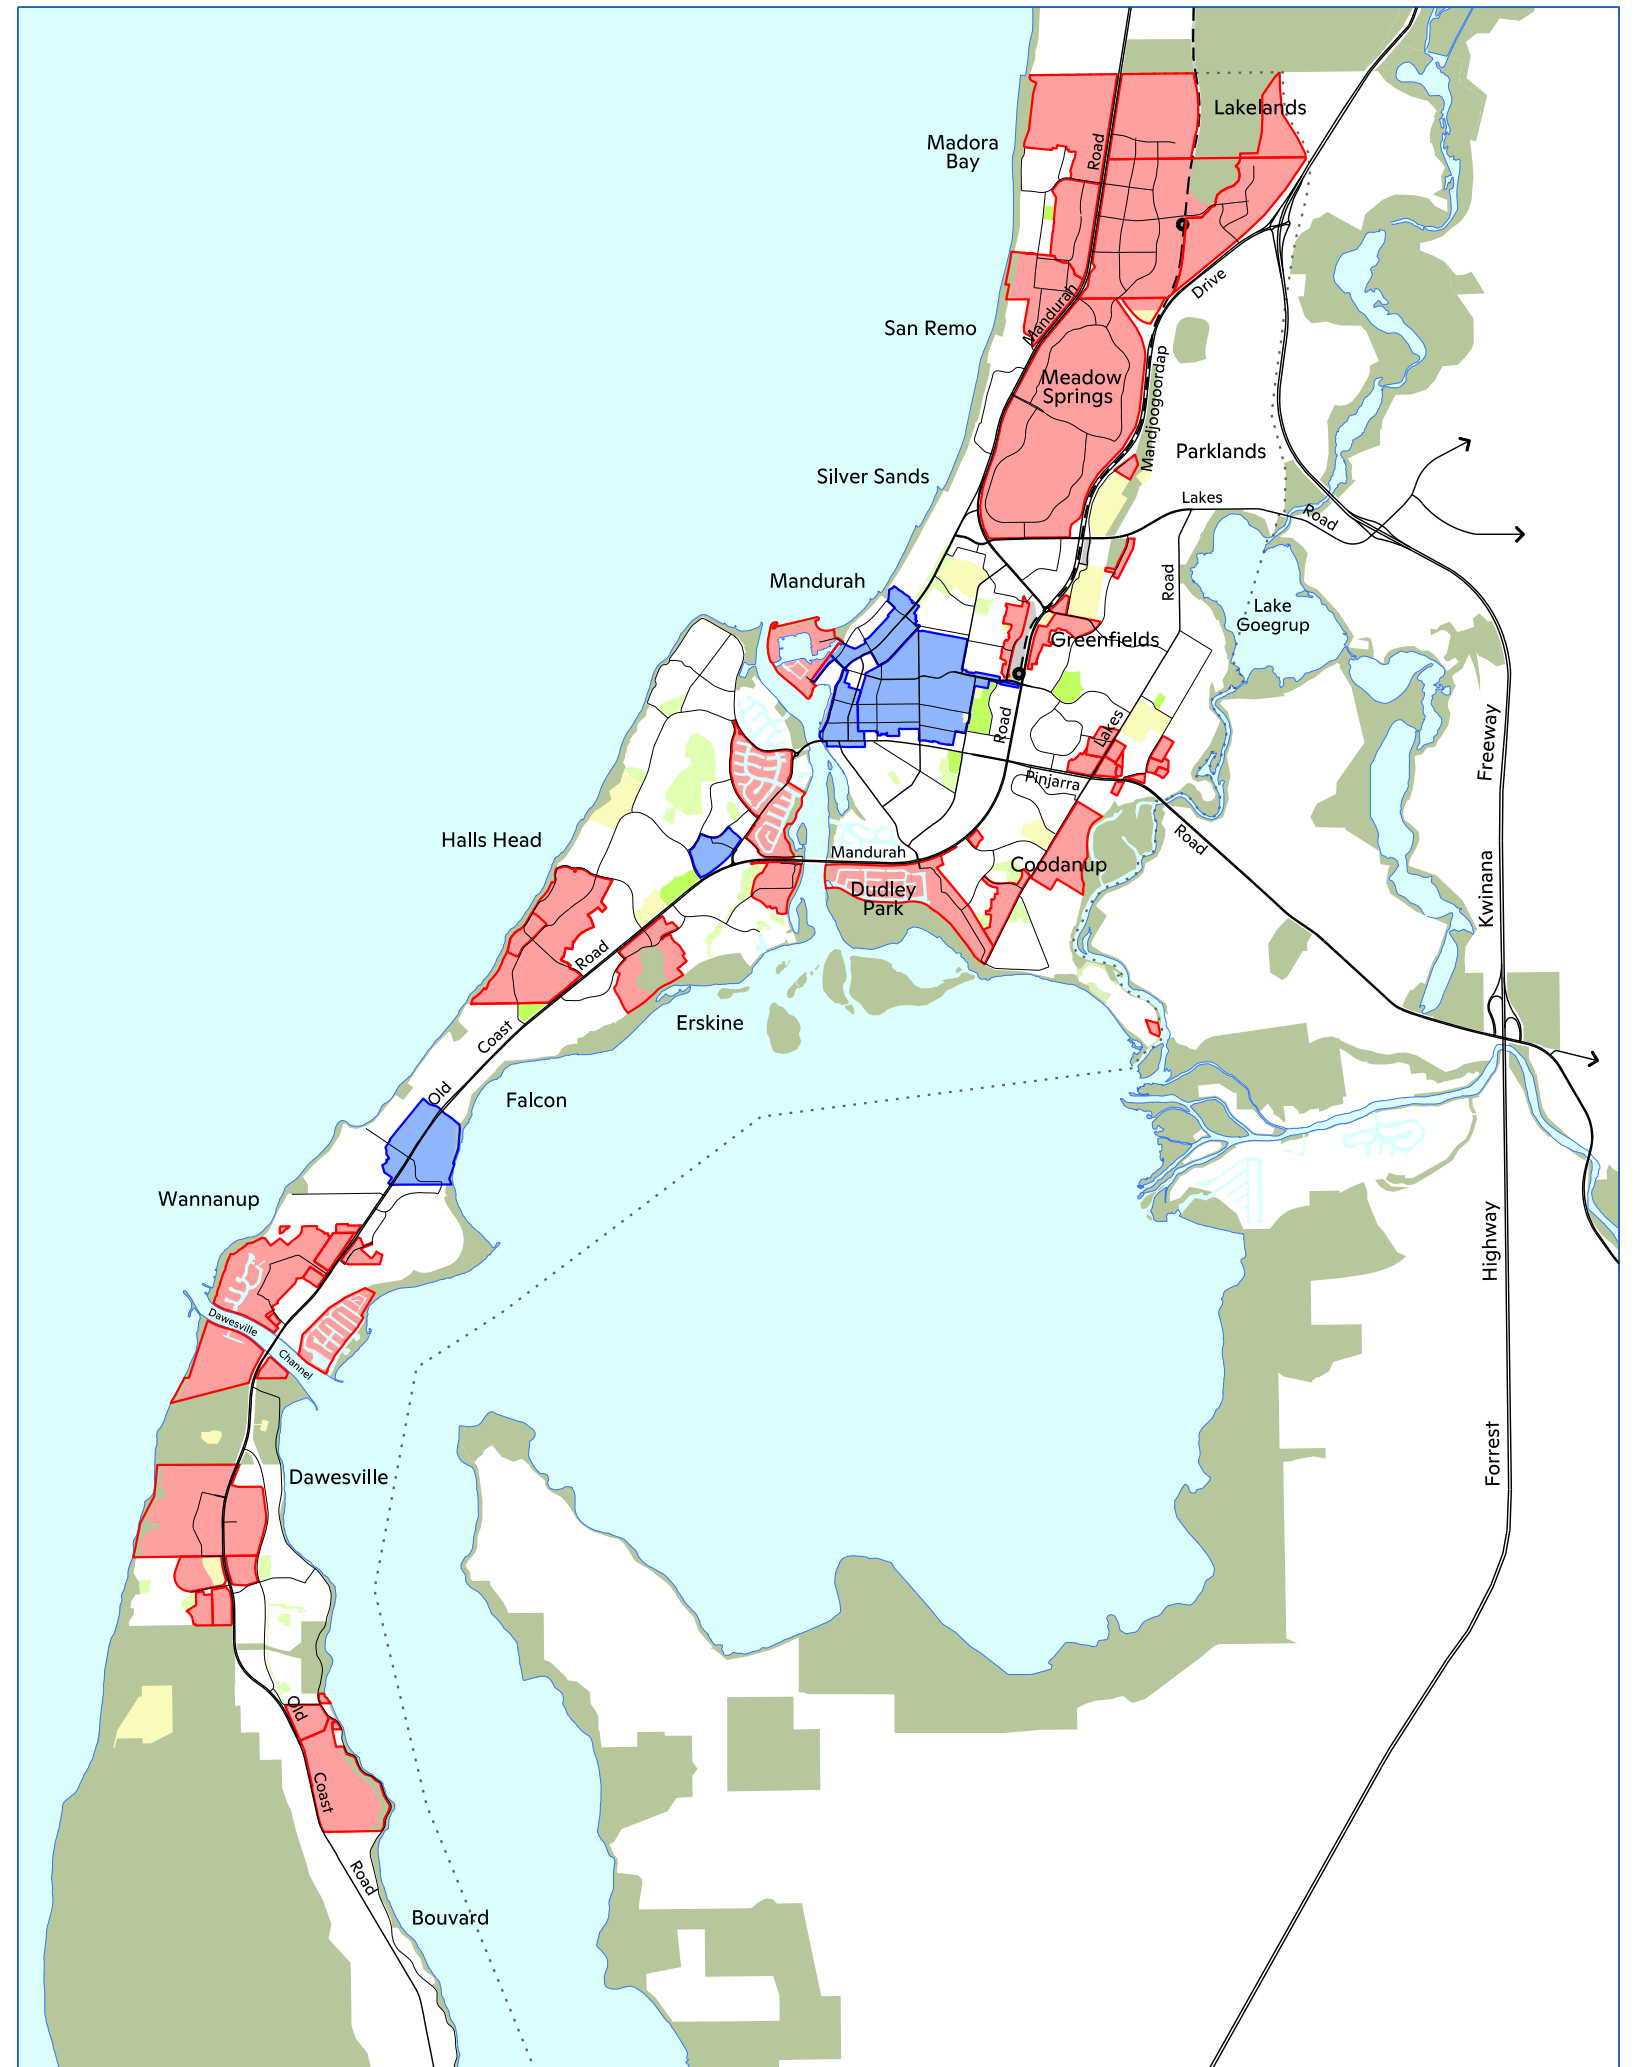 Lakelands
Madora
Bay
Road
Drive
Mandurah
San Remo
Meadow
Springs
Mandjoogoordap
Parklands
Silver Sands
Lakes
Road
Mandurah
Road
Lake
Goegrup
Greenfields
Road
Lakes
Freeway
Pinjarra
Road
Halls Head
Mandurah
Coodanup
Dudley
Park
Kwinana
Road
Erskine
Coast
Old
Falcon
Wannanup
Highway
Dawesville
Channel
Forrest
Dawesville
Old
Coast
Road
Bouvard